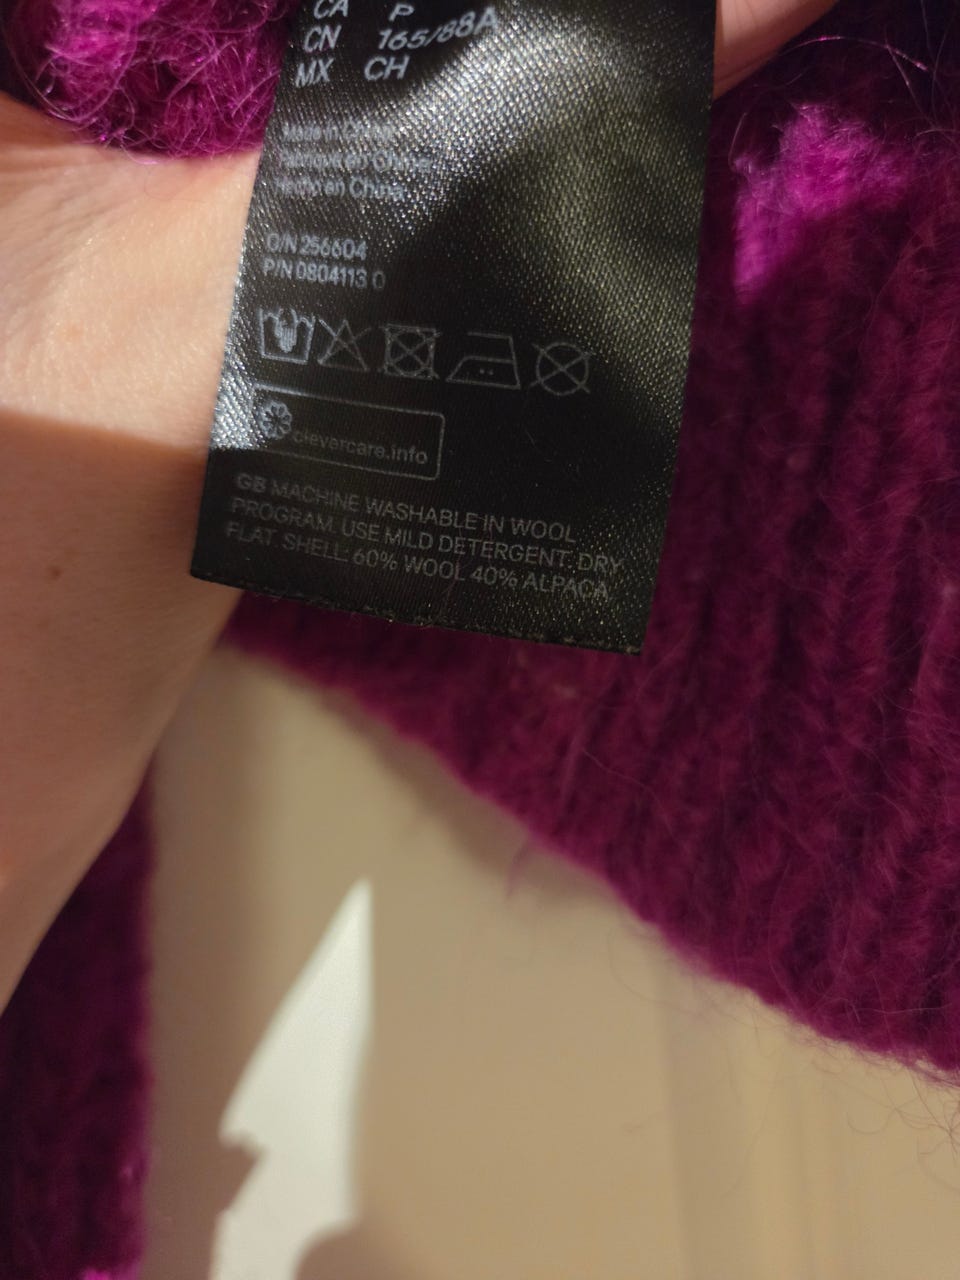 CA P
CN 165/88A
MX CH
Made in China
Fabriqué en Chine
Hecho en China
O/N 256604
P/N 0804113 0
clevercare.info
GB MACHINE WASHABLE IN WOOL
PROGRAM. USE MILD DETERGENT. DRY
FLAT. SHELL: 60% WOOL 40% ALPACA